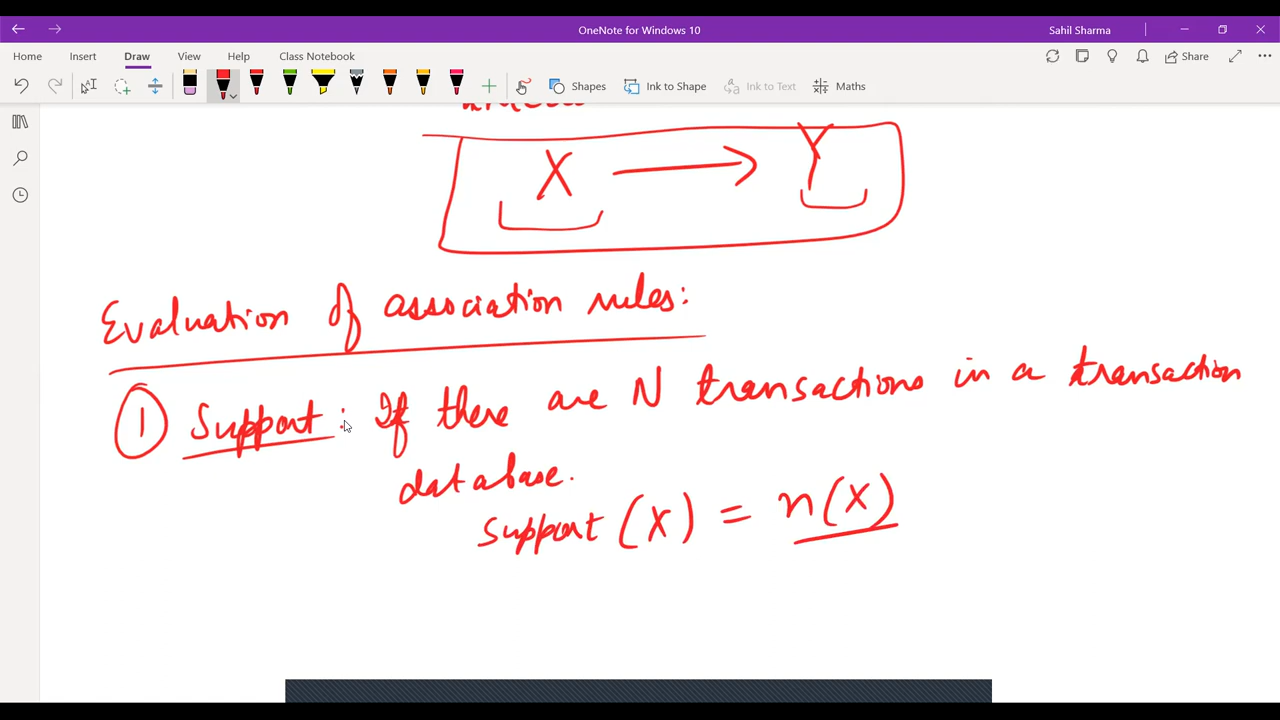 OneNote for Windows 10
Sahil Sharma
Home Insert Draw View Help Class Notebook
Share
Shapes Ink to Shape Ink to Text Maths
X → Y
Evaluation of association rules:
① Support: If there are N transactions in a transaction
database.
Support (X) = n(X)